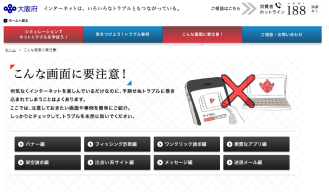 大阪府 インターネットは、いろいろなトラブルともつながっている。
ご相談はこちら 消費者ホットライン 188
ホームへ戻る
シミュレーションでネットトラブルを学ぼう!
気をつけよう!トラブル事例
こんな画面に要注意!
ご相談・お問い合わせ
ホーム > こんな画面に要注意!
こんな画面に要注意!
何気なくインターネットを楽しんでいるだけなのに、予期せぬトラブルに巻き
込まれてしまうことはよくあります。
ここでは、注意しておきたい画面や事例を簡単にご紹介。
しっかりとチェックして、トラブルを未然に防いでください。
バナー編
フィッシング詐欺編
ワンクリック請求編
悪質なアプリ編
架空請求編
出会い系サイト編
メッセージ編
迷惑メール編